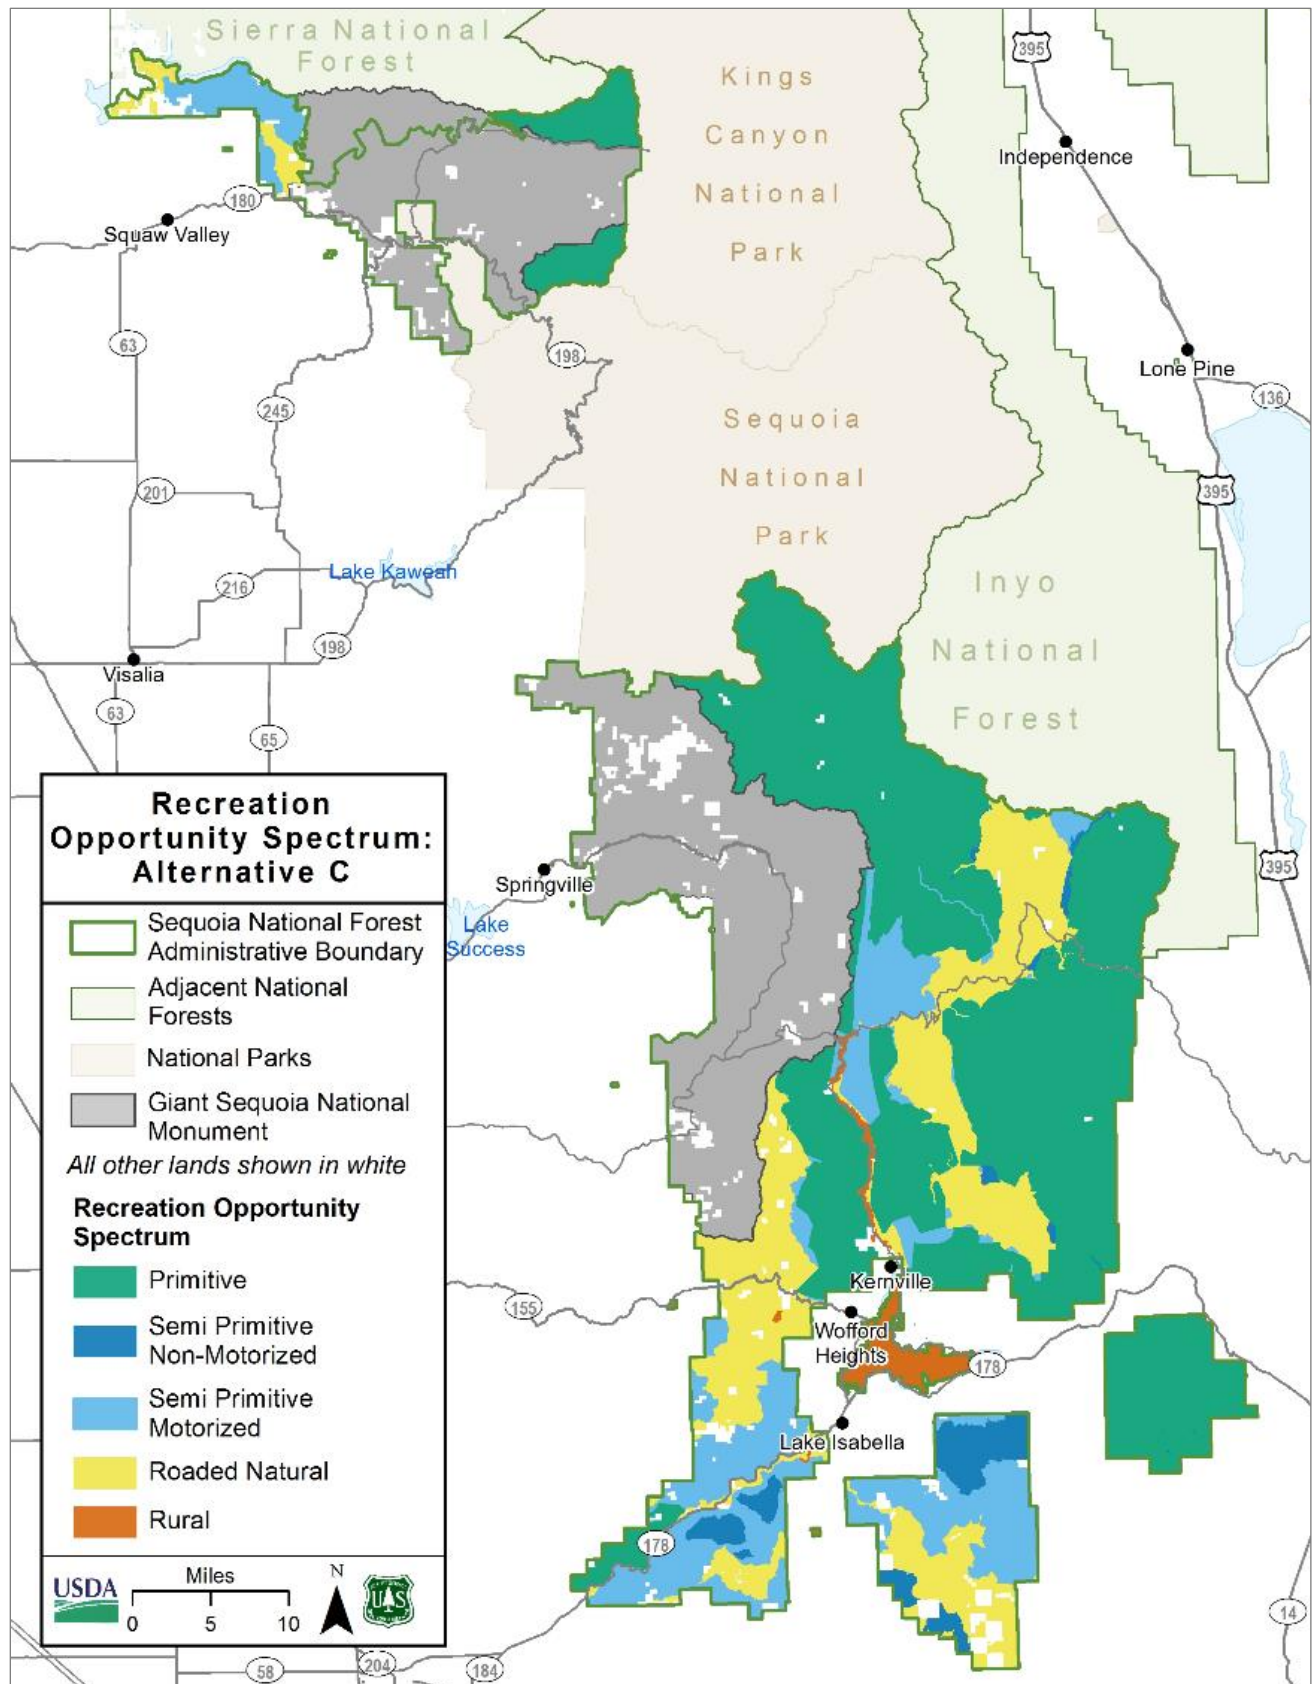 Sierra National
Forest
Kings
Canyon
National
Park
395
Independence
180
Squaw Valley
63
198
Lone Pine
136
245
Sequoia
National
Park
395
201
Lake Kaweah
216
Inyo
National
Forest
198
Visalia
63
65
Recreation
Opportunity Spectrum:
Alternative C
Sequoia National Forest
Administrative Boundary
Adjacent National
Forests
National Parks
Giant Sequoia National
Monument
All other lands shown in white
Recreation Opportunity
Spectrum
Primitive
Semi Primitive
Non-Motorized
Semi Primitive
Motorized
Roaded Natural
Rural
USDA
Miles
0 5 10
N
U S
395
Springville
Lake
Success
Kernville
155
Wofford
Heights
178
Lake Isabella
178
14
58
204
184